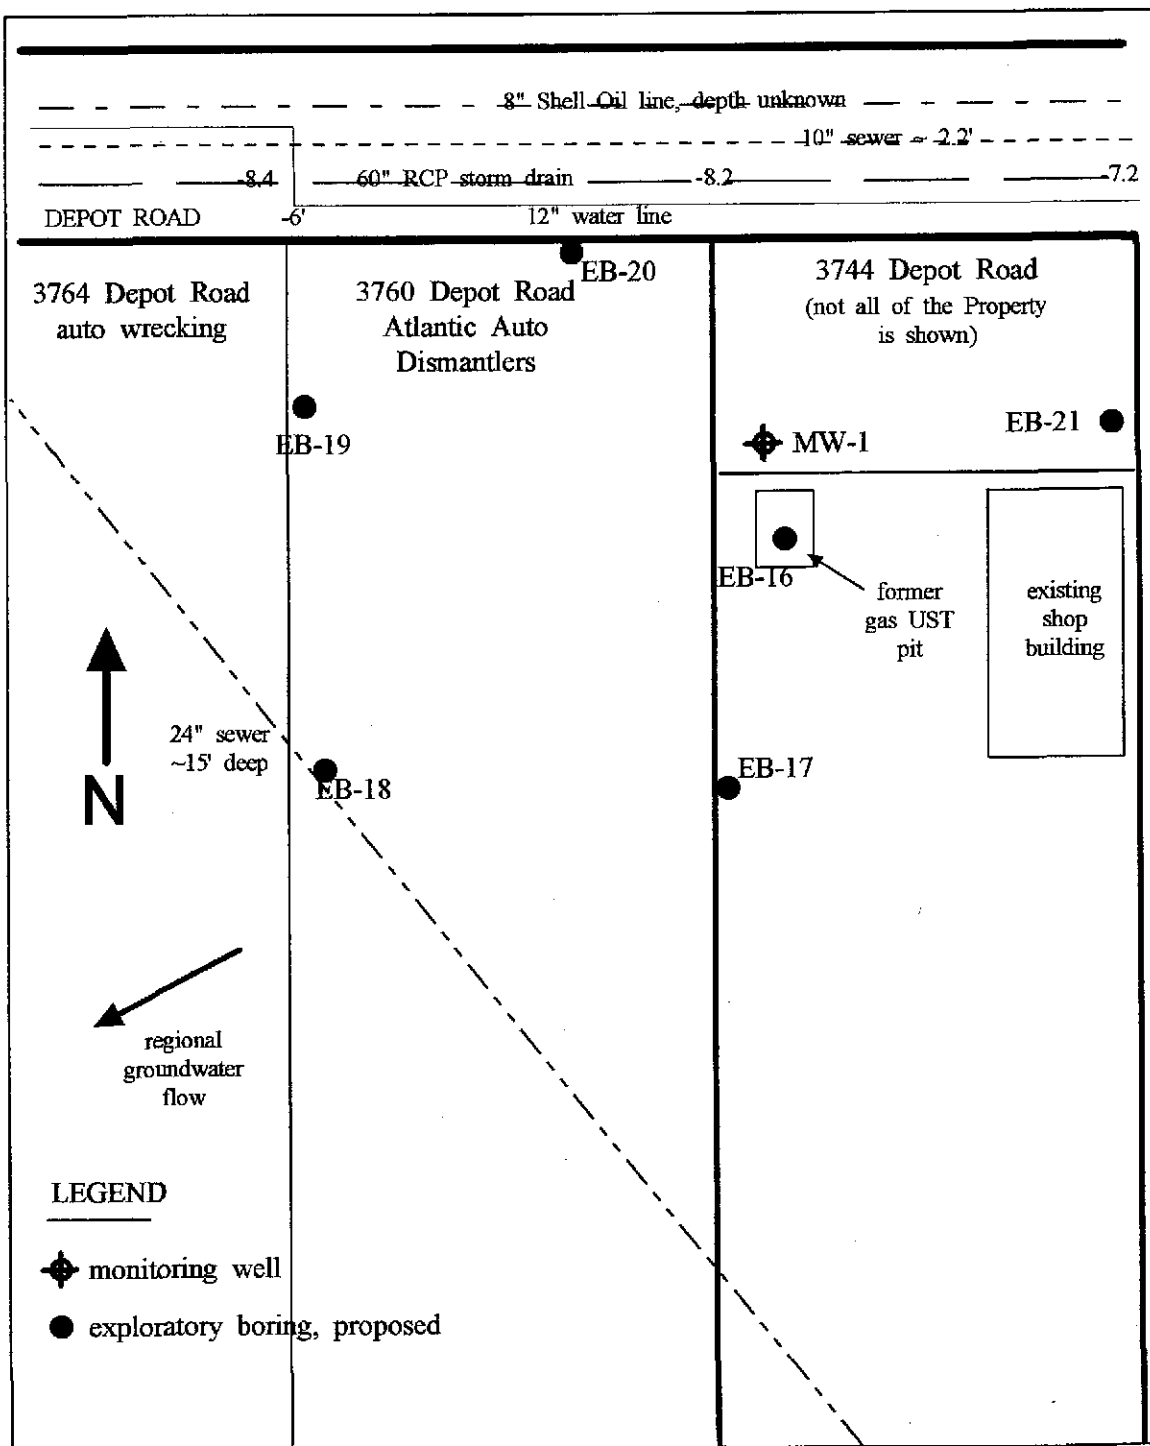 8" Shell Oil line, depth unknown
10" sewer ~ 2.2'
-8.4 60" RCP storm drain -8.2 -7.2
DEPOT ROAD -6' 12" water line
3764 Depot Road
auto wrecking
3760 Depot Road
Atlantic Auto
Dismantlers
EB-20
3744 Depot Road
(not all of the Property
is shown)
EB-19
MW-1
EB-21
EB-16
former
gas UST
pit
existing
shop
building
24" sewer
~15' deep
EB-18
EB-17
N
regional
groundwater
flow
LEGEND
monitoring well
exploratory boring, proposed